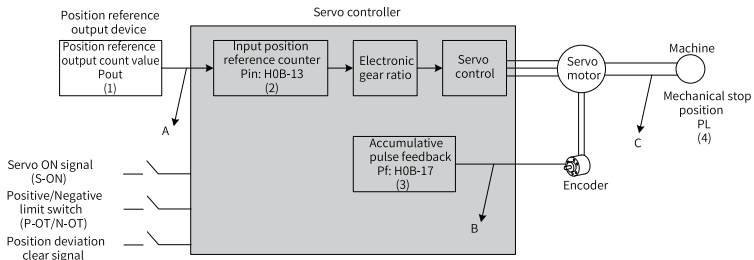 Servo controller
Position reference
output device
Position reference
output count value
Pout
(1)
Input position
reference counter
Pin: H0B-13
(2)
Electronic
gear ratio
Servo
control
Servo
motor
Machine
Mechanical stop
position
PL
(4)
A
C
Accumulative
pulse feedback
Pf: H0B-17
(3)
Encoder
B
Servo ON signal
(S-ON)
Positive/Negative
limit switch
(P-OT/N-OT)
Position deviation
clear signal